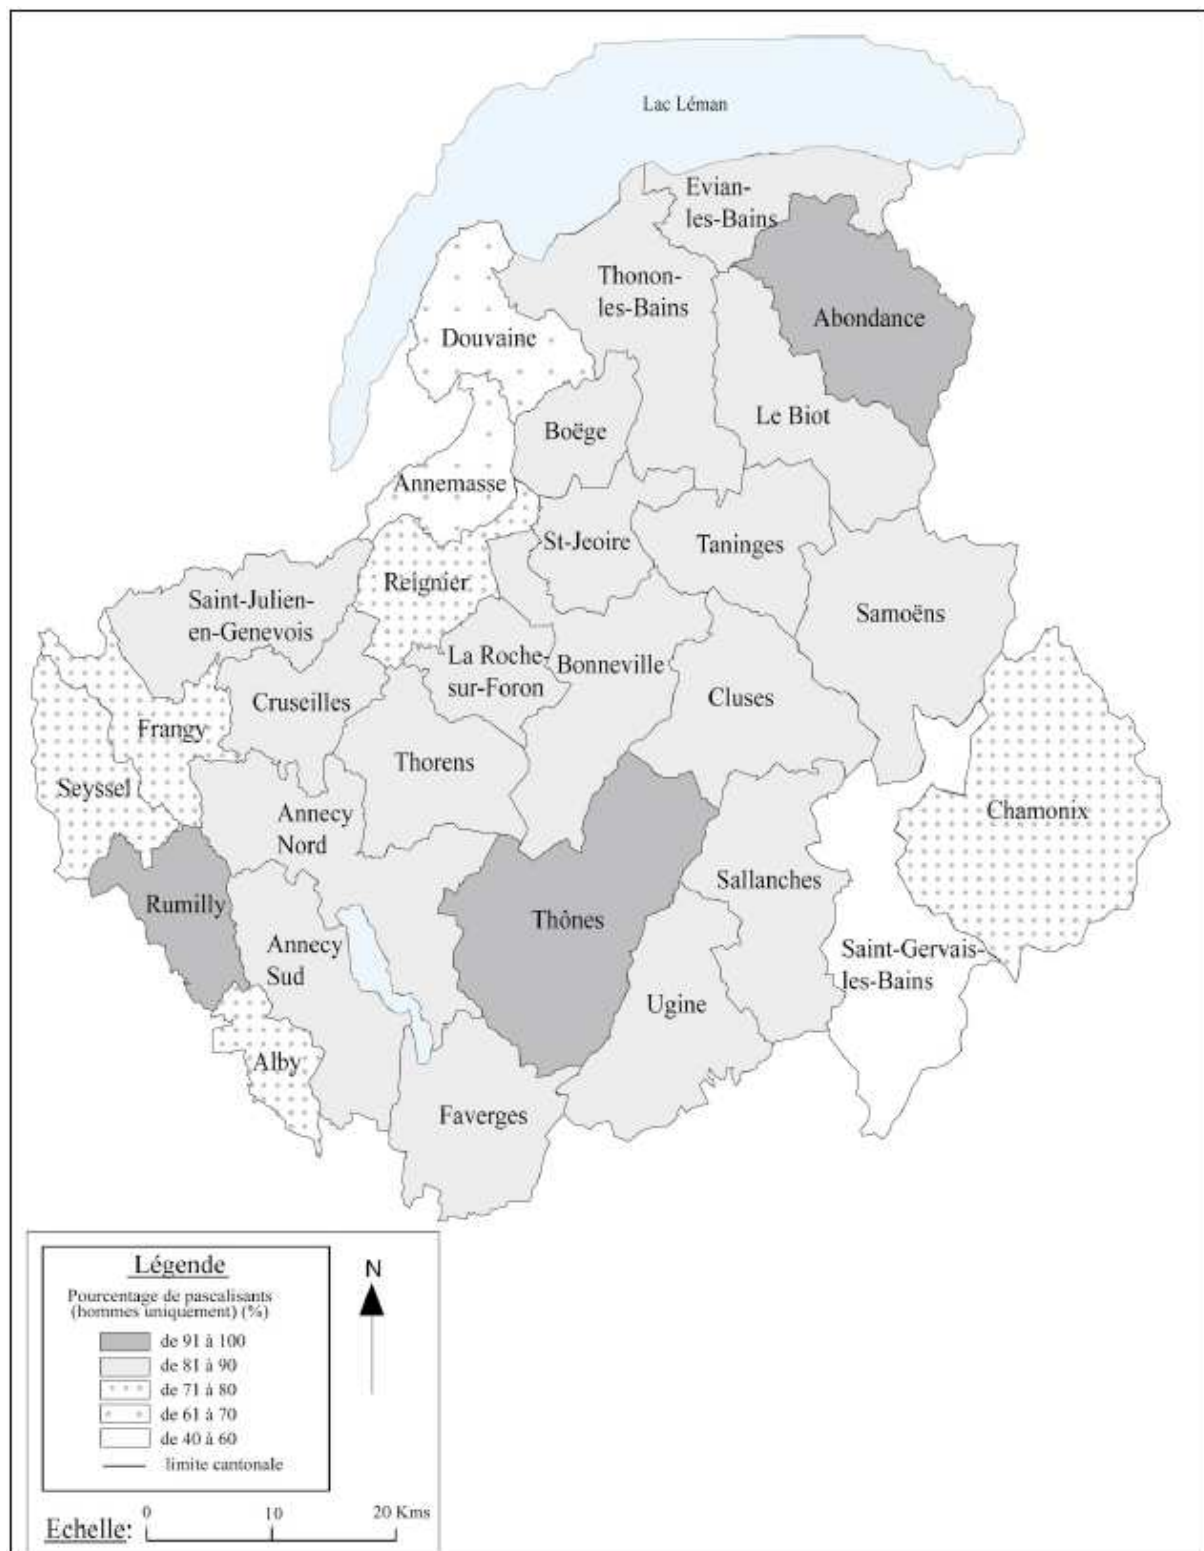 Lac Léman
Evian-
les-Bains
Thonon-
les-Bains
Abondance
Douvaine
Le Biot
Boëge
Annemasse
St-Jeoire
Taninges
Reignier
Saint-Julien-
en-Genevois
Samoëns
La Roche-
sur-Foron
Bonneville
Cruseilles
Cluses
Frangy
Thorens
Seyssel
Annecy
Nord
Chamonix
Sallanches
Rumilly
Thônes
Annecy
Sud
Saint-Gervais-
les-Bains
Ugine
Alby
Faverges
Légende
Pourcentage de pascalisants
(hommes uniquement) (%)
de 91 à 100
de 81 à 90
de 71 à 80
de 61 à 70
de 40 à 60
limite cantonale
N
Echelle: 0 10 20 Kms